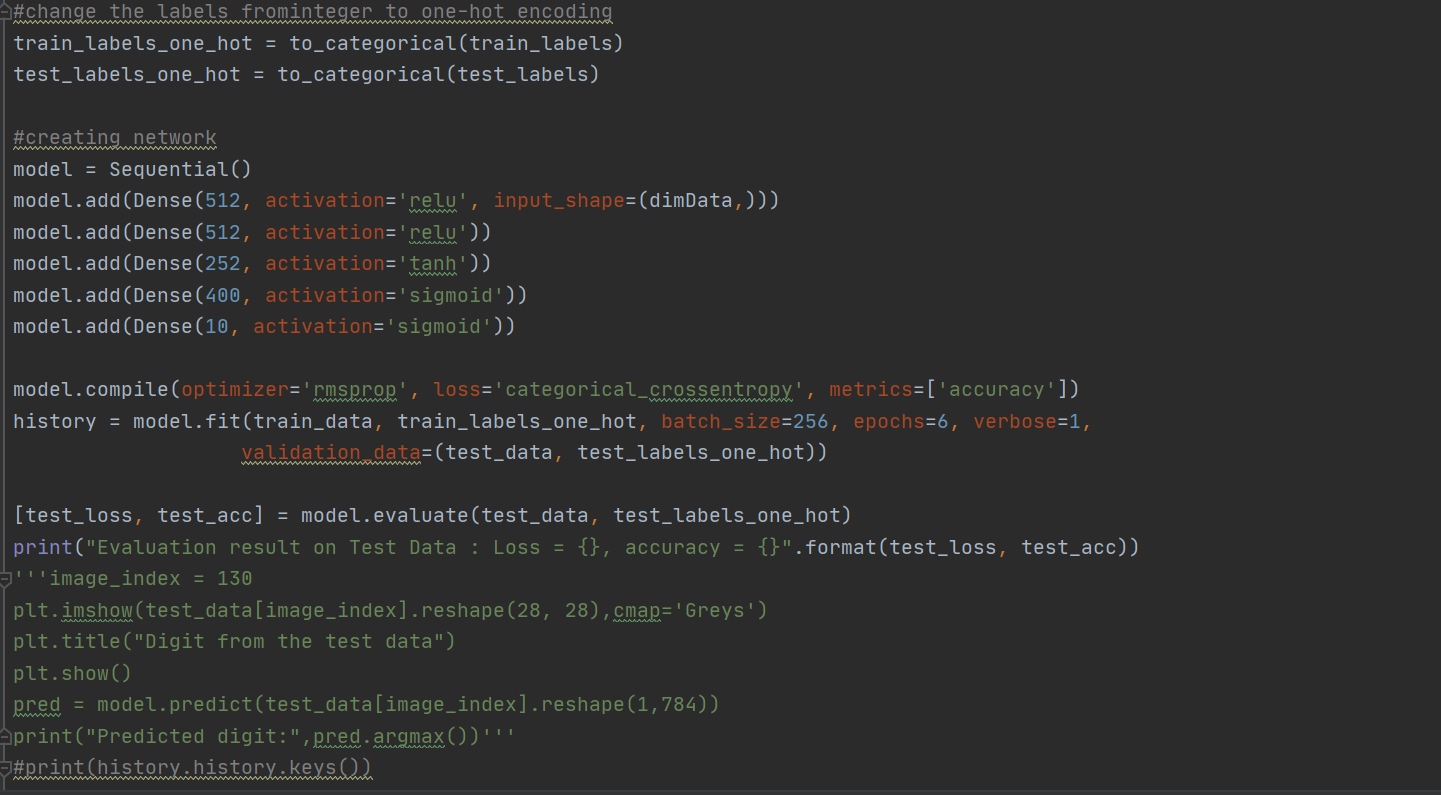 #change the labels frominteger to one-hot encoding
train_labels_one_hot = to_categorical(train_labels)
test_labels_one_hot = to_categorical(test_labels)
#creating network
model = Sequential()
model.add(Dense(512, activation='relu', input_shape=(dimData,)))
model.add(Dense(512, activation='relu'))
model.add(Dense(252, activation='tanh'))
model.add(Dense(400, activation='sigmoid'))
model.add(Dense(10, activation='sigmoid'))
model.compile(optimizer='rmsprop', loss='categorical_crossentropy', metrics=['accuracy'])
history = model.fit(train_data, train_labels_one_hot, batch_size=256, epochs=6, verbose=1,
validation_data=(test_data, test_labels_one_hot))
[test_loss, test_acc] = model.evaluate(test_data, test_labels_one_hot)
print("Evaluation result on Test Data : Loss = {}, accuracy = {}".format(test_loss, test_acc))
'''image_index = 130
plt.imshow(test_data[image_index].reshape(28, 28),cmap='Greys')
plt.title("Digit from the test data")
plt.show()
pred = model.predict(test_data[image_index].reshape(1,784))
print("Predicted digit:",pred.argmax())'''
#print(history.history.keys())